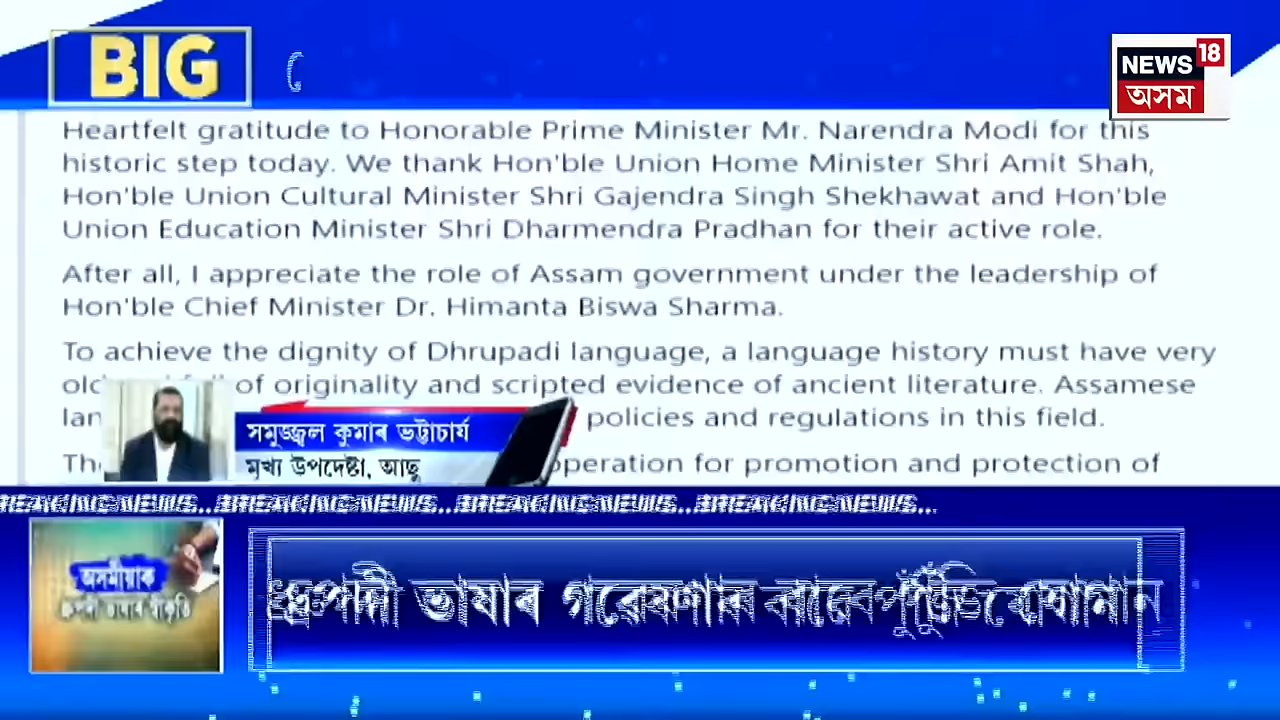 BIG
NEWS 18
অসম
Heartfelt gratitude to Honorable Prime Minister Mr. Narendra Modi for this
historic step today. We thank Hon'ble Union Home Minister Shri Amit Shah,
Hon'ble Union Cultural Minister Shri Gajendra Singh Shekhawat and Hon'ble
Union Education Minister Shri Dharmendra Pradhan for their active role.
After all, I appreciate the role of Assam government under the leadership of
Hon'ble Chief Minister Dr. Himanta Biswa Sharma.
To achieve the dignity of Dhrupadi language, a language history must have very
of originality and scripted evidence of ancient literature. Assamese
policies and regulations in this field.
for promotion and protection of
সমুজ্জ্বল কুমাৰ ভট্টাচাৰ্য
মুখ্য উপদেষ্টা, আছু
BREAKING NEWS...BREAKING NEWS...BREAKING NEWS...BREAKING NEWS...
অসমীয়াক
ধ্ৰুপদী ভাষাৰ স্বীকৃতি
ভাষাৰ গৱেষণাৰ বাবে পুঁজি যোগান